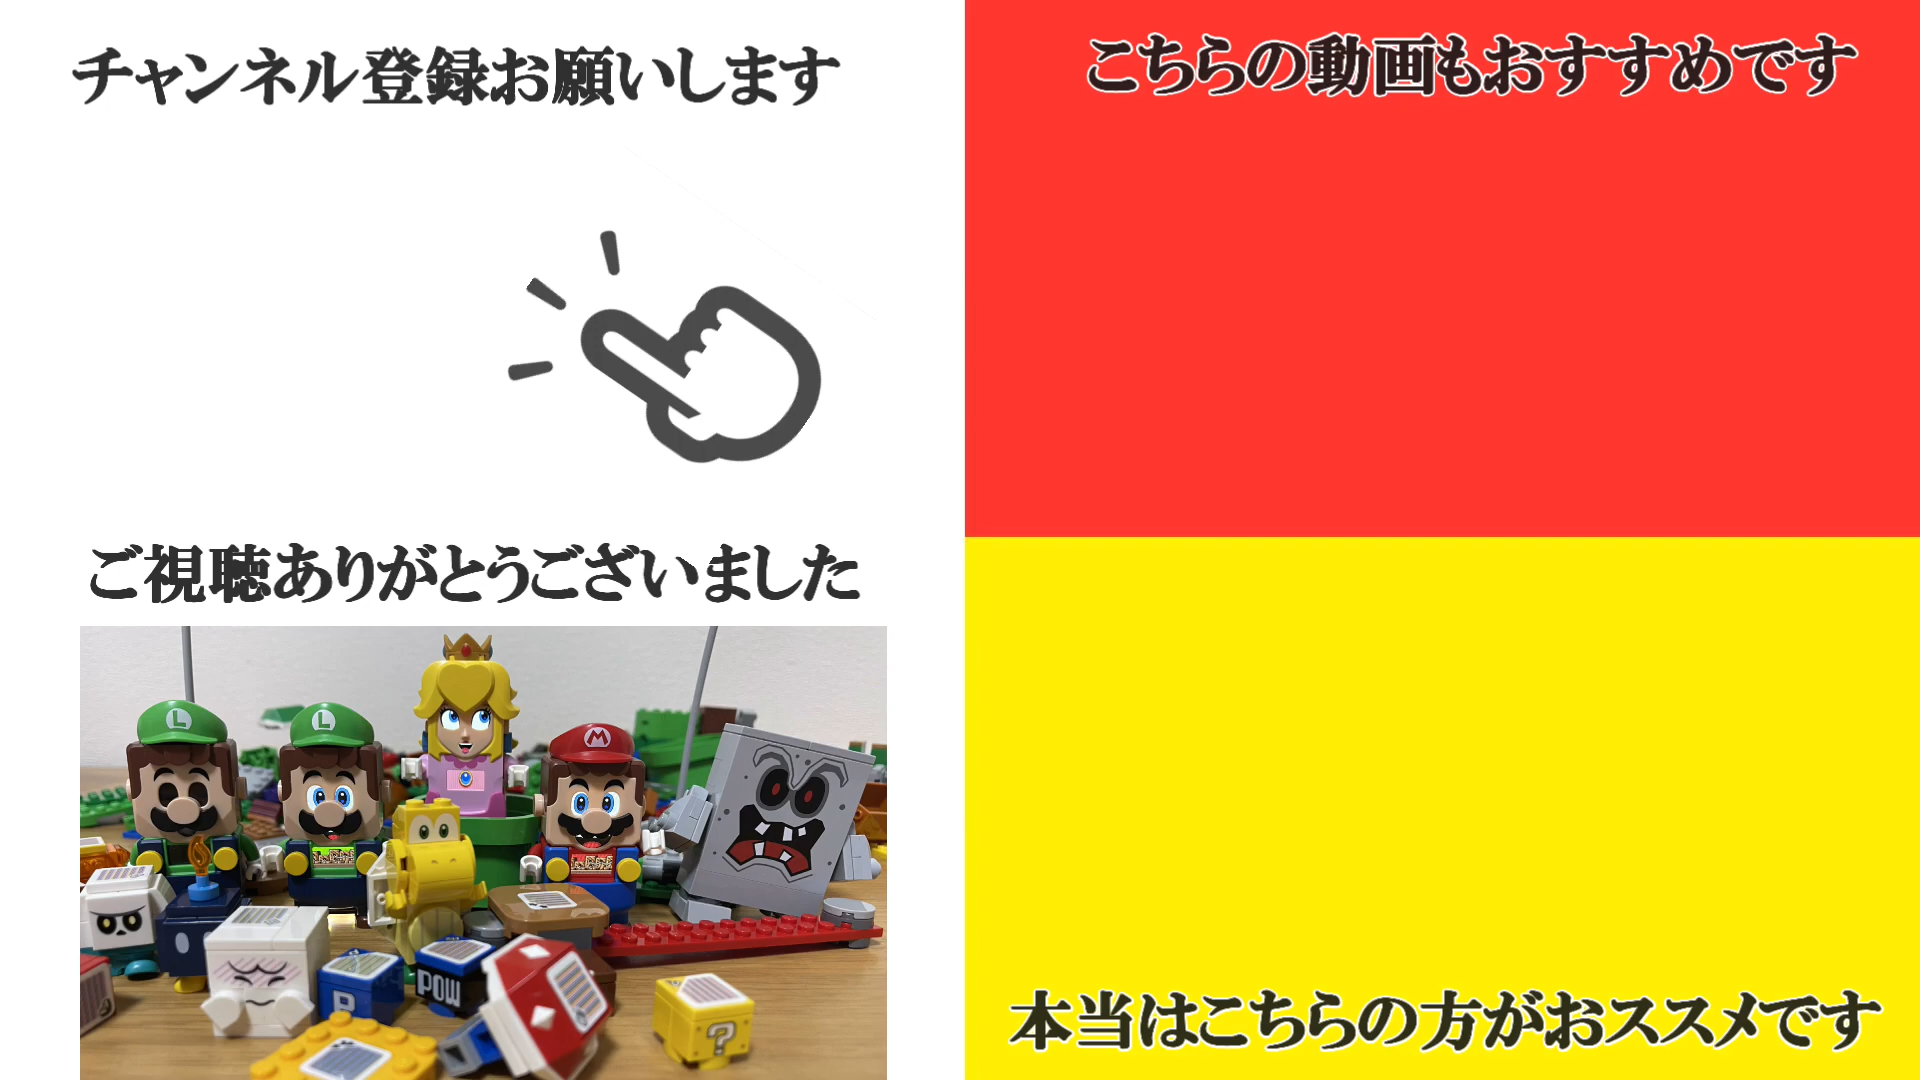 チャンネル登録お願いします
こちらの動画もおすすめです
ご視聴ありがとうございました
L
L
M
P
POW
?
本当はこちらの方がおススメです